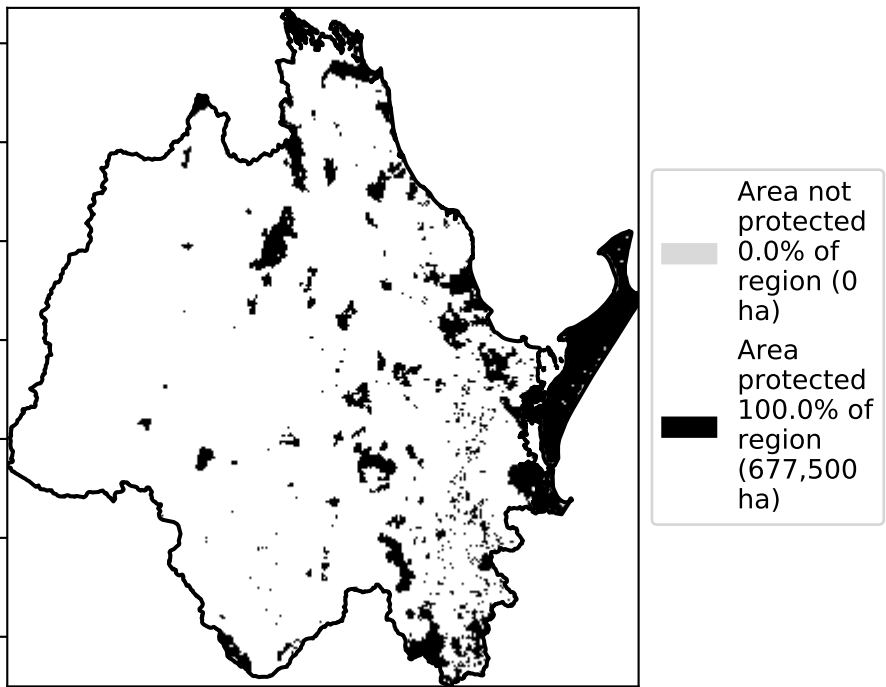 Area not
protected
0.0% of
region (0
ha)
Area
protected
100.0% of
region
(677,500
ha)